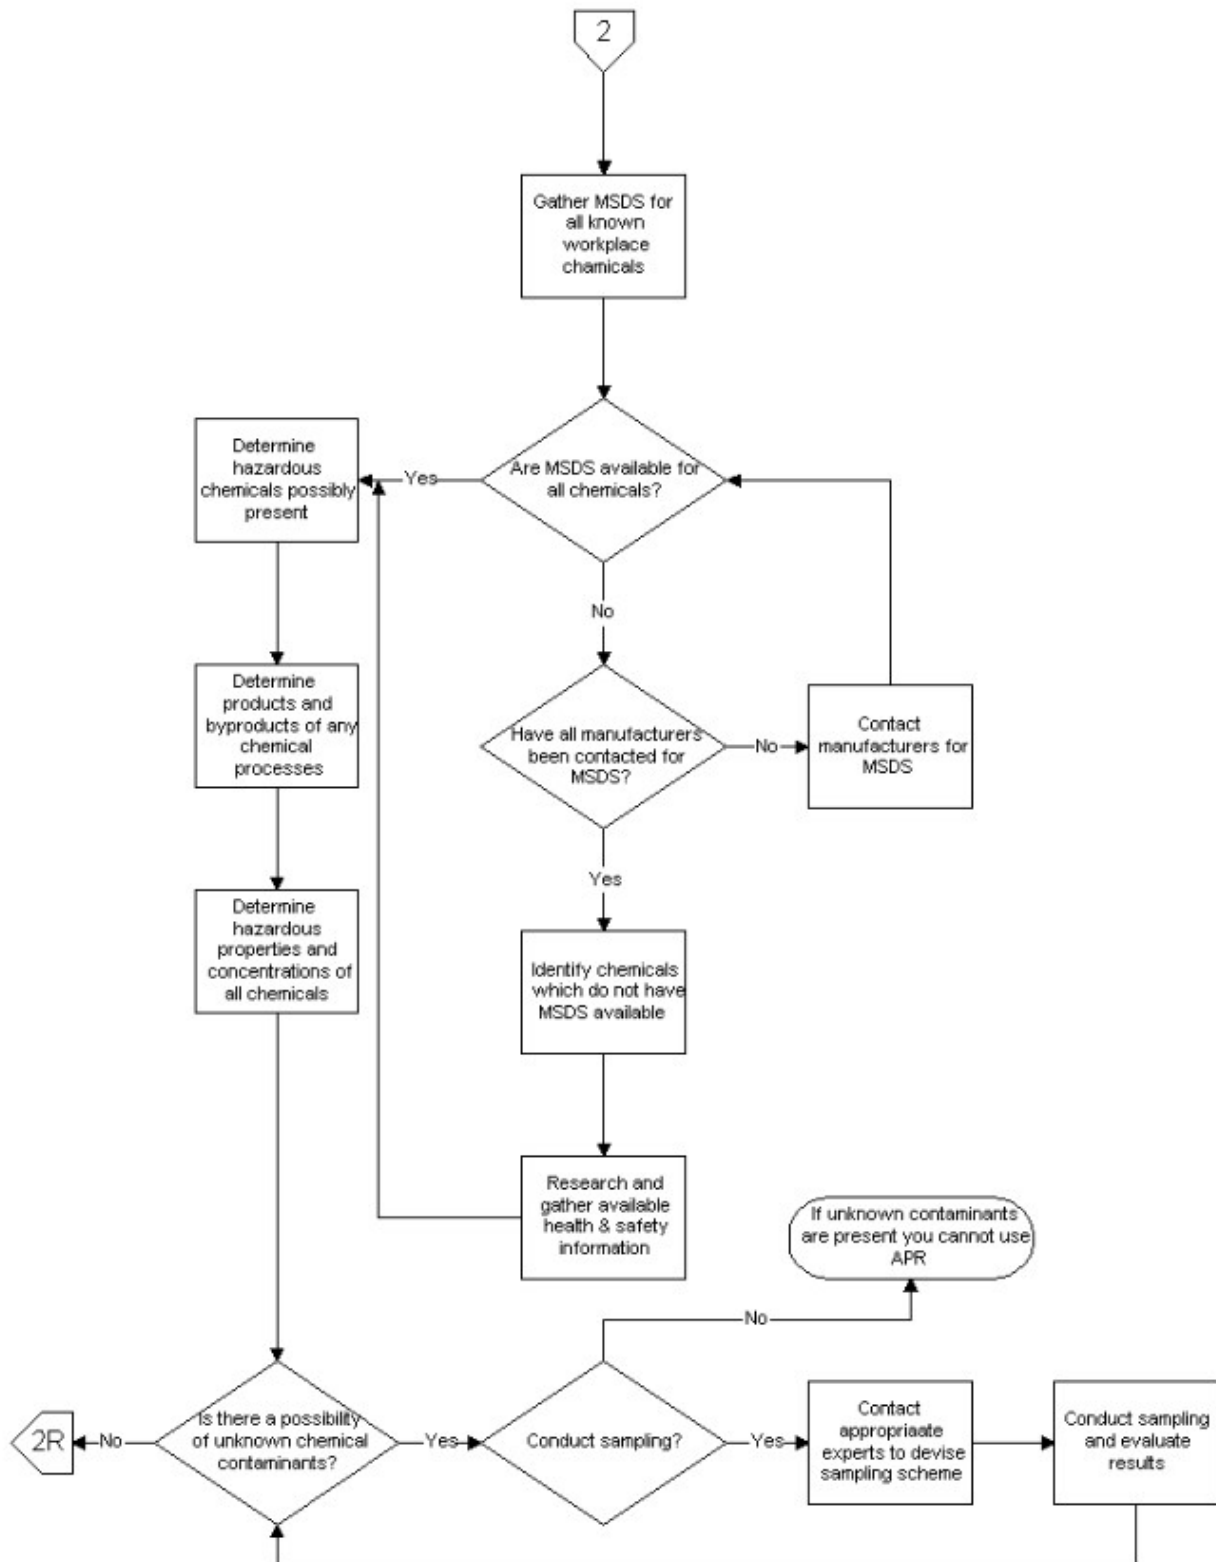 2
Gather MSDS for
all known
workplace
chamicals
Are MSDS available for
all chemicals?
Yes
Determine
hazardous
chemicals possibly
present
No
Determine
products and
byproducts of any
chemical
processes
Have all manufacturers
been contacted for
MSDS?
No
Contact
manufacturers for
MSDS
Yes
Determine
hazardous
properties and
concentrations of
all chemicals
Identify chemicals
which do not have
MSDS available
Research and
gather available
health & safety
information
If unknown contaminants
are present you cannot use
APR
No
2R
No
Is there a possibility
of unknown chemical
contaminants?
Yes
Conduct sampling?
Yes
Contact
appropriaate
experts to devise
sampling scheme
Conduct sampling
and evaluate
results